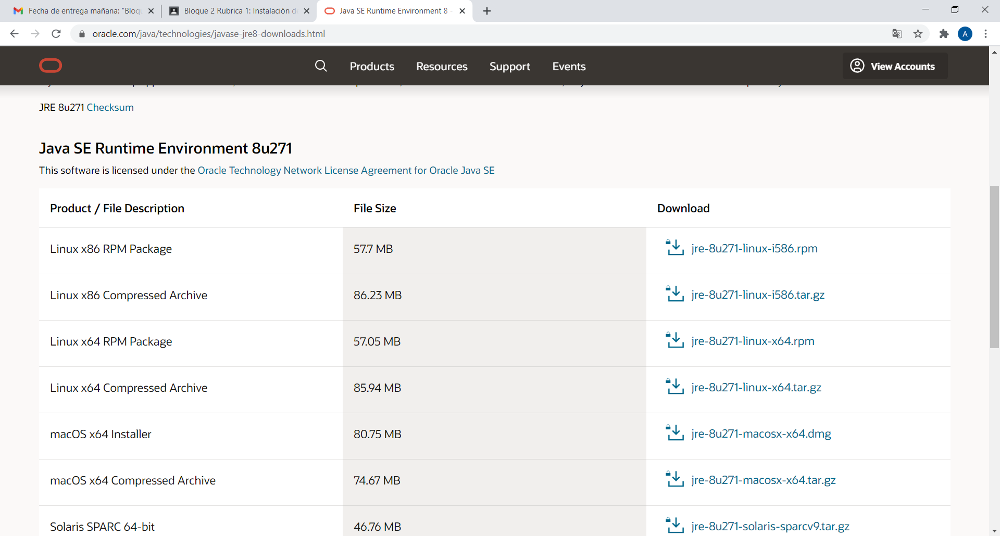 Fecha de entrega mañana: "Bloq
Bloque 2 Rubrica 1: Instalación de
Java SE Runtime Environment 8 -
oracle.com/java/technologies/javase-jre8-downloads.html
A
Products
Resources
Support
Events
View Accounts
JRE 8u271 Checksum
Java SE Runtime Environment 8u271
This software is licensed under the Oracle Technology Network License Agreement for Oracle Java SE
Product / File Description
File Size
Download
Linux x86 RPM Package
57.7 MB
jre-8u271-linux-i586.rpm
Linux x86 Compressed Archive
86.23 MB
jre-8u271-linux-i586.tar.gz
Linux x64 RPM Package
57.05 MB
jre-8u271-linux-x64.rpm
Linux x64 Compressed Archive
85.94 MB
jre-8u271-linux-x64.tar.gz
macOS x64 Installer
80.75 MB
jre-8u271-macosx-x64.dmg
macOS x64 Compressed Archive
74.67 MB
jre-8u271-macosx-x64.tar.gz
Solaris SPARC 64-bit
46.76 MB
jre-8u271-solaris-sparcv9.tar.gz